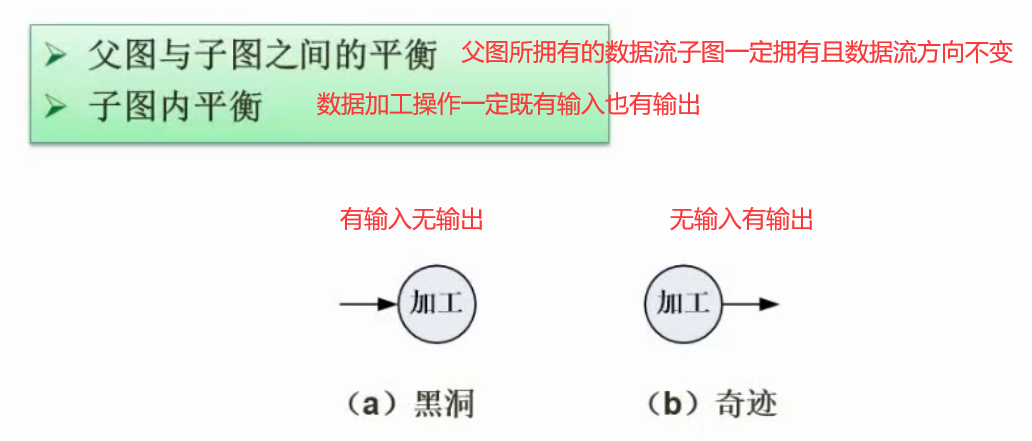 父图与子图之间的平衡 父图所拥有的数据流子图一定拥有且数据流方向不变
子图内平衡 数据加工操作一定既有输入也有输出
有输入无输出 无输入有输出
加工 加工
（a）黑洞 （b）奇迹